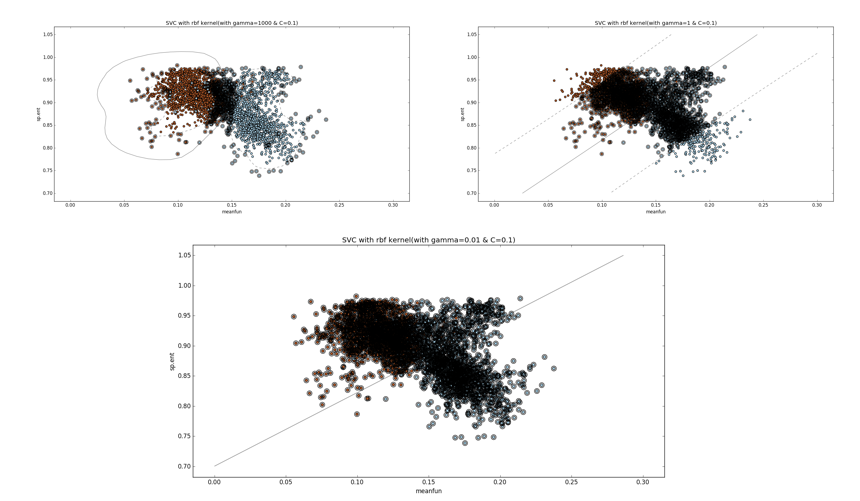 SVC with rbf kernel(with gamma=1000 & C=0.1)
1.05
1.00
0.95
0.90
0.85
0.80
0.75
0.70
sp.ent
0.00 0.05 0.10 0.15 0.20 0.25 0.30
meanfun
SVC with rbf kernel(with gamma=1 & C=0.1)
1.05
1.00
0.95
0.90
0.85
0.80
0.75
0.70
sp.ent
0.00 0.05 0.10 0.15 0.20 0.25 0.30
meanfun
SVC with rbf kernel(with gamma=0.01 & C=0.1)
1.05
1.00
0.95
0.90
0.85
0.80
0.75
0.70
sp.ent
0.00 0.05 0.10 0.15 0.20 0.25 0.30
meanfun